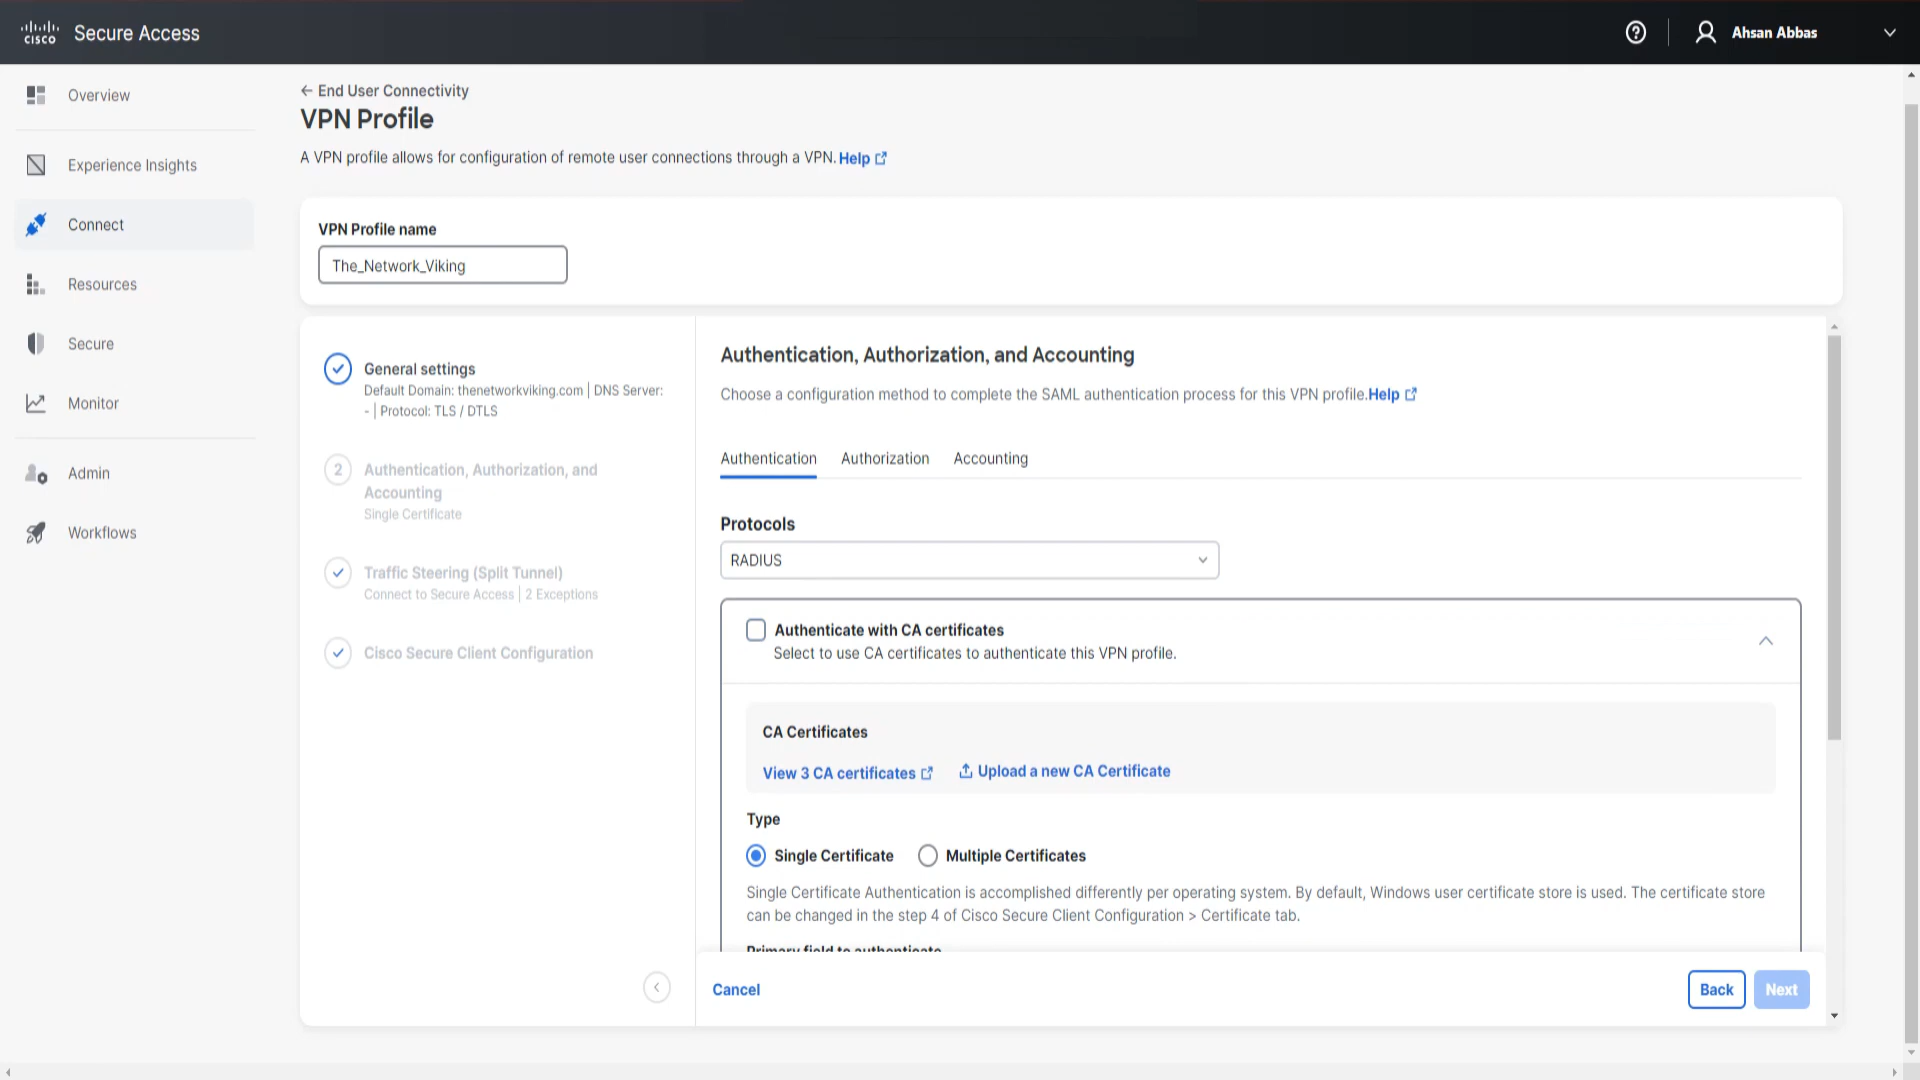 cisco
Secure Access
Ahsan Abbas
Overview
Experience Insights
Connect
Resources
Secure
Monitor
Admin
Workflows
End User Connectivity
VPN Profile
A VPN profile allows for configuration of remote user connections through a VPN. Help
VPN Profile name
The_Network_Viking
General settings
Default Domain: thenetworkviking.com | DNS Server:
- | Protocol: TLS / DTLS
2
Authentication, Authorization, and
Accounting
Single Certificate
Traffic Steering (Split Tunnel)
Connect to Secure Access | 2 Exceptions
Cisco Secure Client Configuration
Authentication, Authorization, and Accounting
Choose a configuration method to complete the SAML authentication process for this VPN profile.Help
Authentication Authorization Accounting
Protocols
RADIUS
Authenticate with CA certificates
Select to use CA certificates to authenticate this VPN profile.
CA Certificates
View 3 CA certificates Upload a new CA Certificate
Type
Single Certificate Multiple Certificates
Single Certificate Authentication is accomplished differently per operating system. By default, Windows user certificate store is used. The certificate store
can be changed in the step 4 of Cisco Secure Client Configuration > Certificate tab.
Primary field to authenticate
Cancel
Back
Next